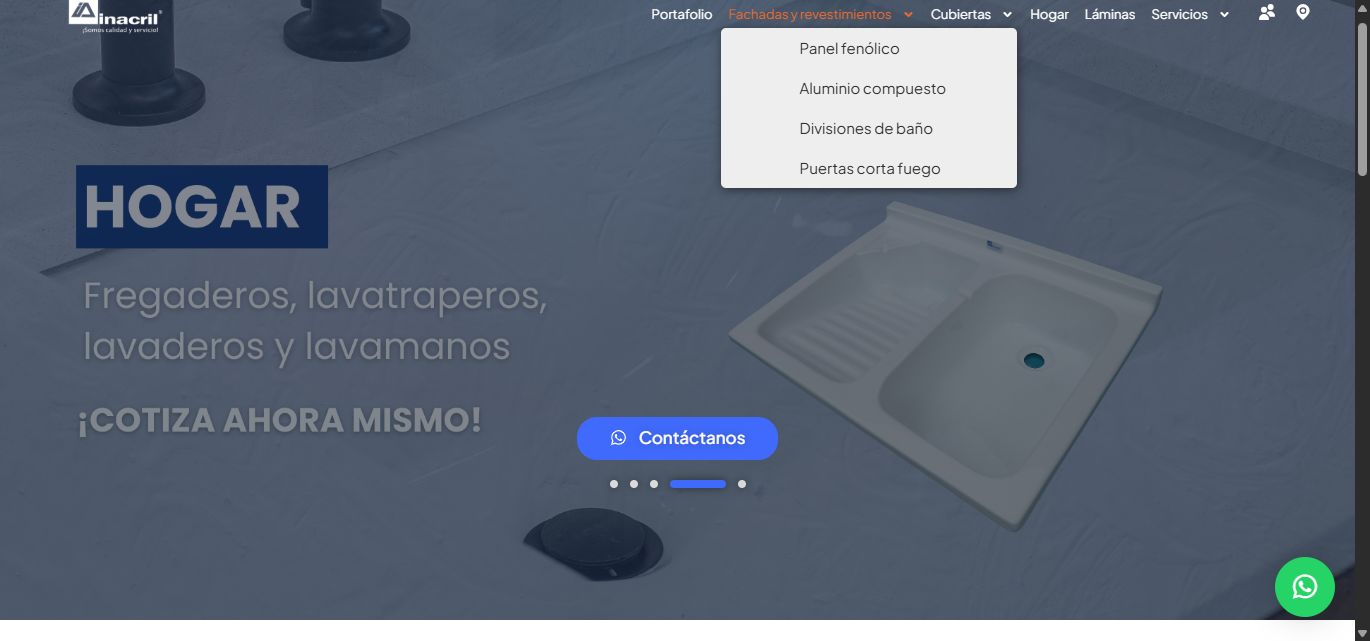 inacril®
¡Somos calidad y servicio!
Portafolio Fachadas y revestimientos Cubiertas Hogar Láminas Servicios
Panel fenólico
Aluminio compuesto
Divisiones de baño
Puertas corta fuego
HOGAR
Fregaderos, lavatraperos,
lavaderos y lavamanos
¡COTIZA AHORA MISMO!
Contáctanos